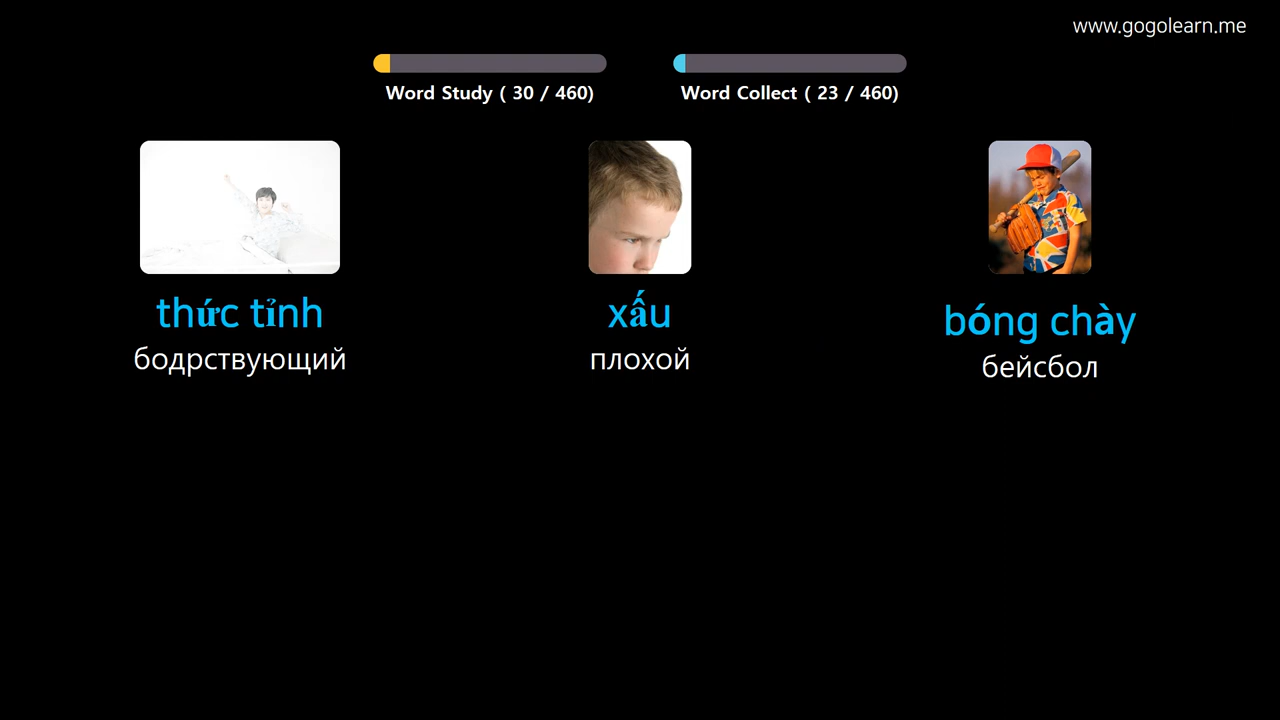 www.gogolearn.me
Word Study ( 30 / 460)
Word Collect ( 23 / 460)
thức tỉnh
бодрствующий
xấu
плохой
bóng chày
бейсбол